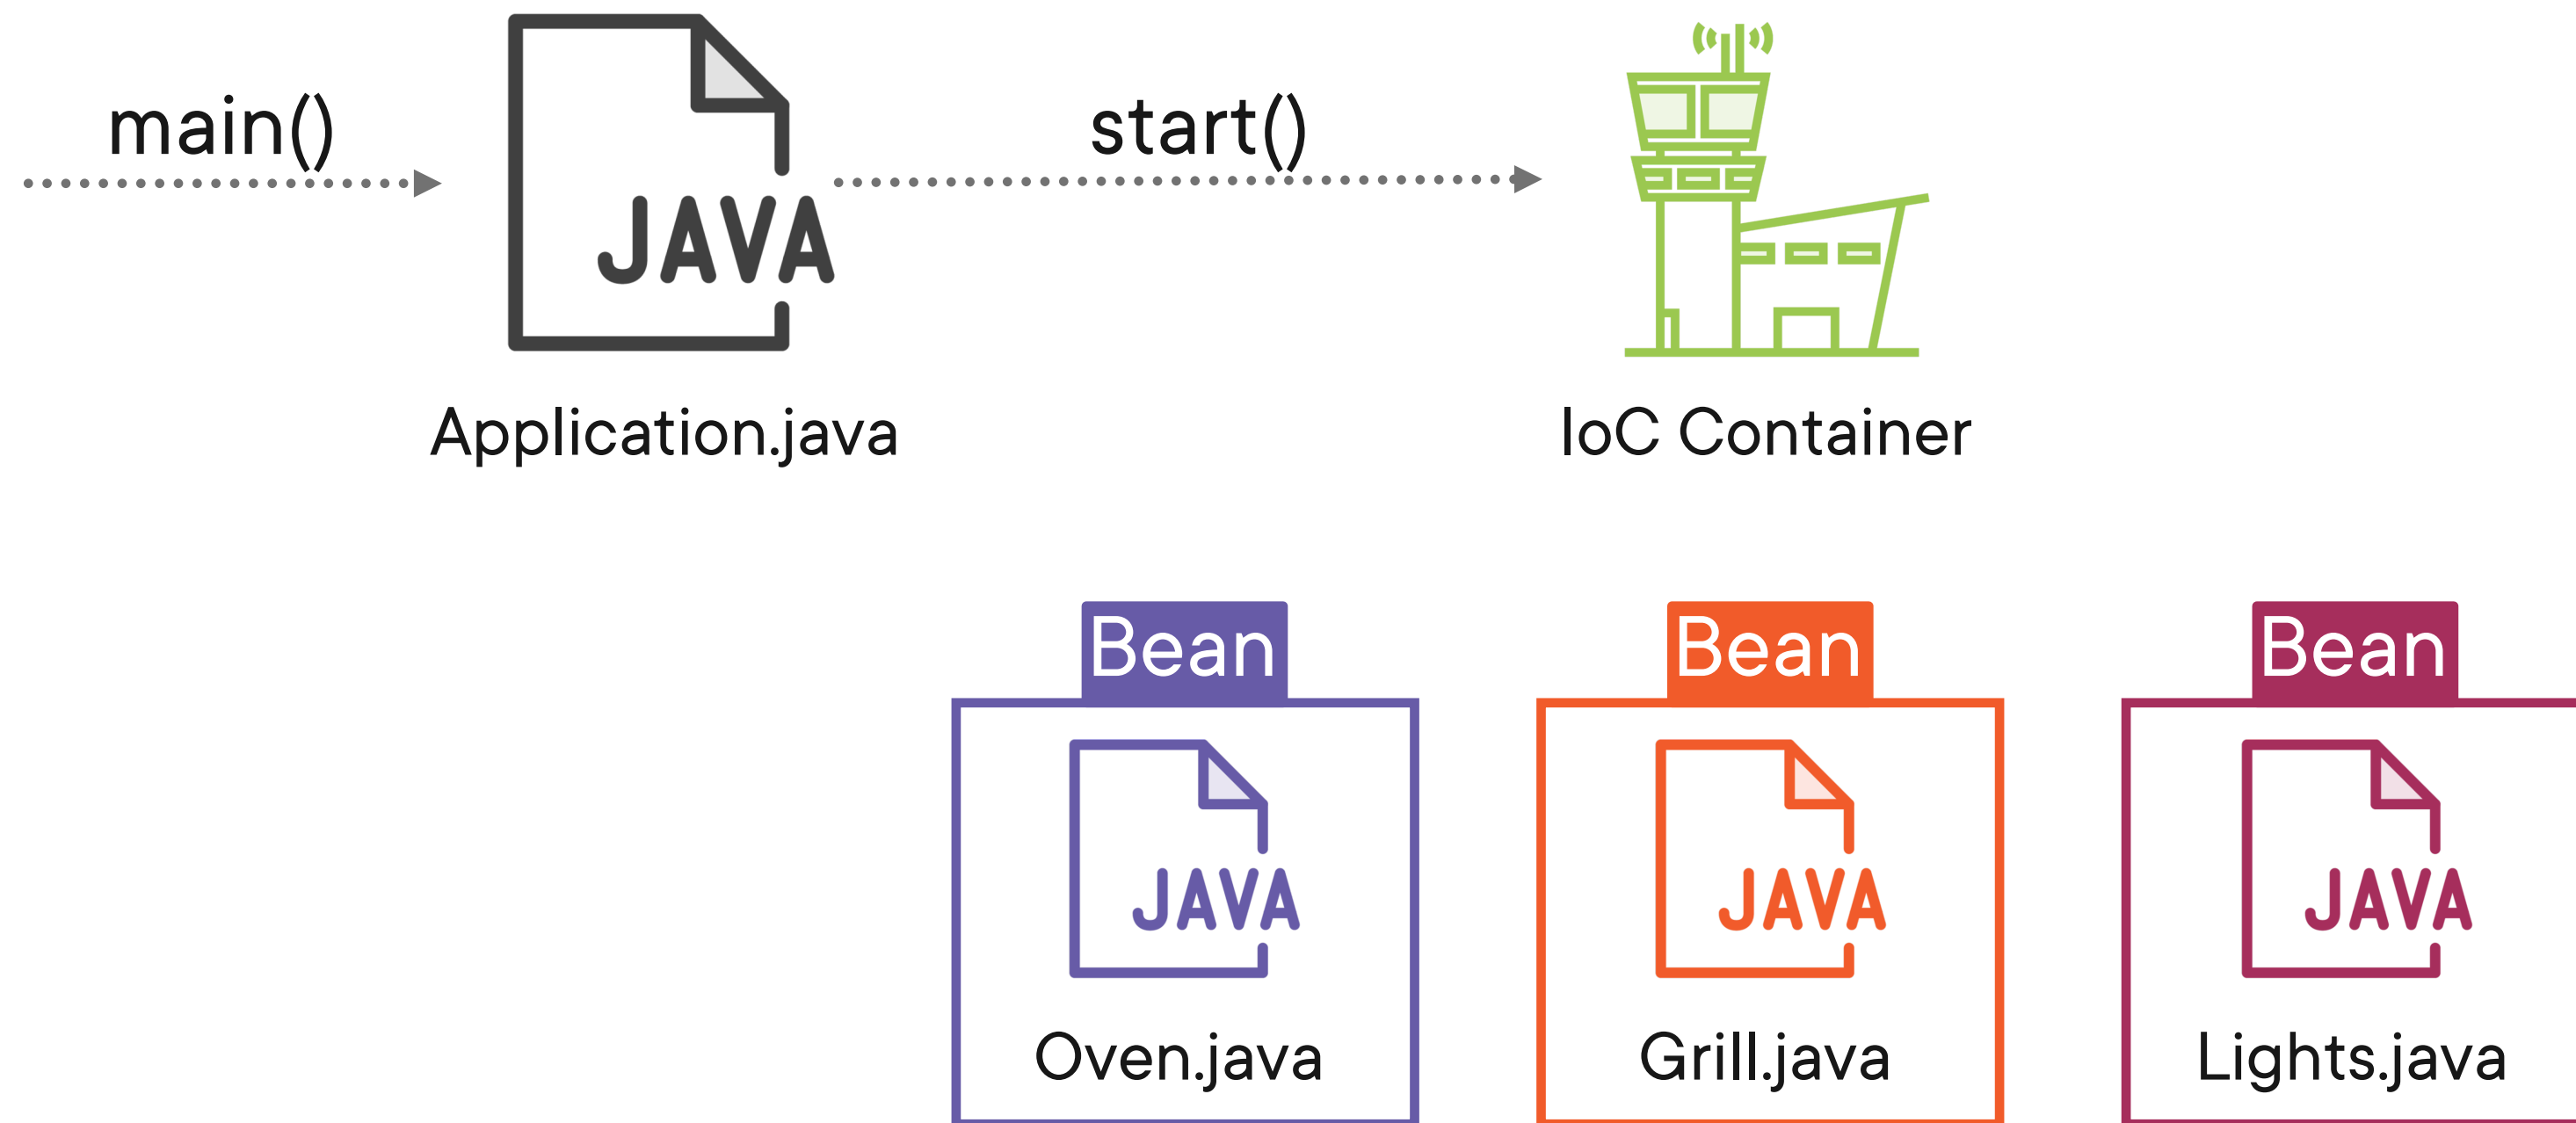 main()
start()
JAVA
Application.java
IoC Container
Bean
Bean
Bean
JAVA
JAVA
JAVA
Oven.java
Grill.java
Lights.java